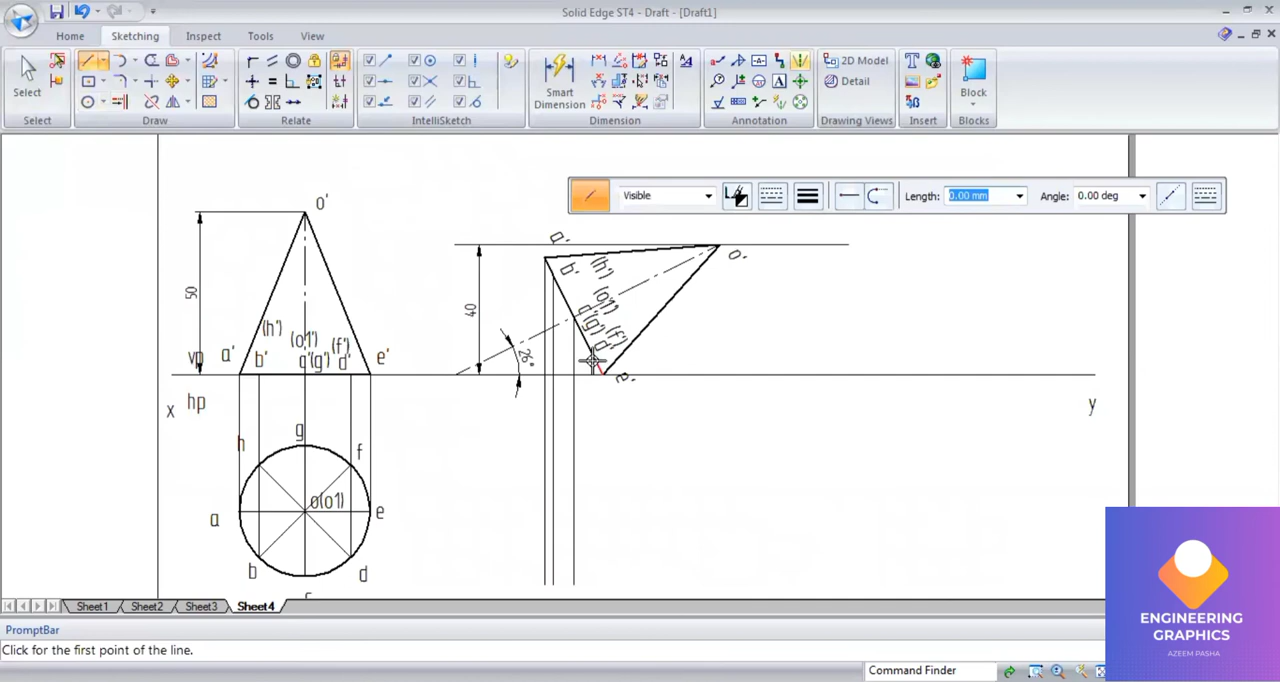 Solid Edge ST4 - Draft - [Draft1]
Home Sketching Inspect Tools View
Select
Smart
Dimension
A
2D Model
Detail
Block
Select Draw Relate IntelliSketch Dimension Annotation Drawing Views Insert Blocks
Visible Length: 0.00 mm Angle: 0.00 deg
o'
50
(h') (o1') (f')
vp a' b' (g') d' e'
x hp
y
a' b' (h') (o1') (g') (f') d' e' o'
40
26°
g
h f
a o(o1) e
b d
Sheet1 Sheet2 Sheet3 Sheet4
PromptBar
Click for the first point of the line.
Command Finder
ENGINEERING
GRAPHICS
AZEEM PASHA